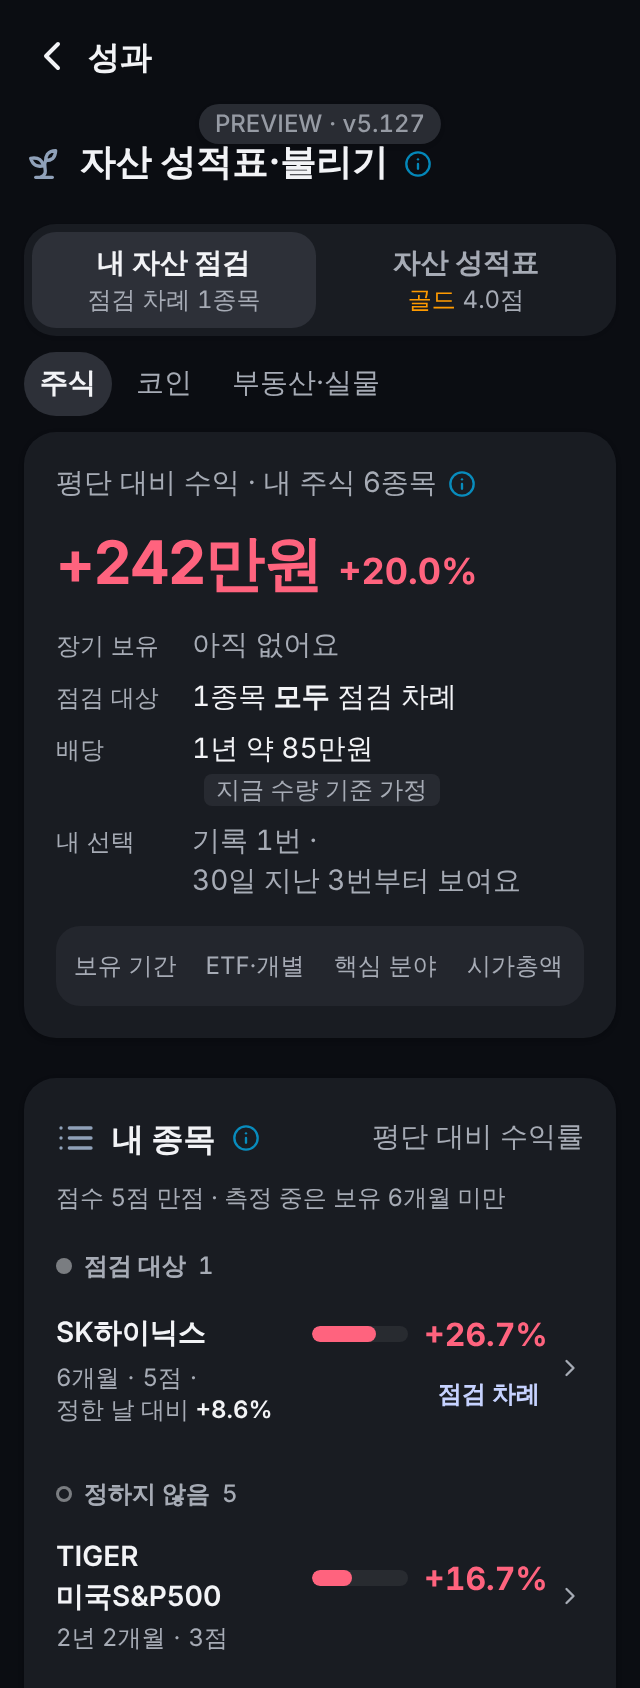 성과
PREVIEW · v5.127
자산 성적표·불리기
내 자산 점검
점검 차례 1종목
자산 성적표
골드 4.0점
주식
코인
부동산·실물
평단 대비 수익 · 내 주식 6종목
+242만원 +20.0%
장기 보유 아직 없어요
점검 대상 1종목 모두 점검 차례
배당 1년 약 85만원
지금 수량 기준 가정
내 선택 기록 1번 ·
30일 지난 3번부터 보여요
보유 기간 ETF·개별 핵심 분야 시가총액
내 종목 평단 대비 수익률
점수 5점 만점 · 측정 중은 보유 6개월 미만
점검 대상 1
SK하이닉스 +26.7%
6개월 · 5점 ·
정한 날 대비 +8.6%
점검 차례
정하지 않음 5
TIGER
미국S&P500
+16.7%
2년 2개월 · 3점